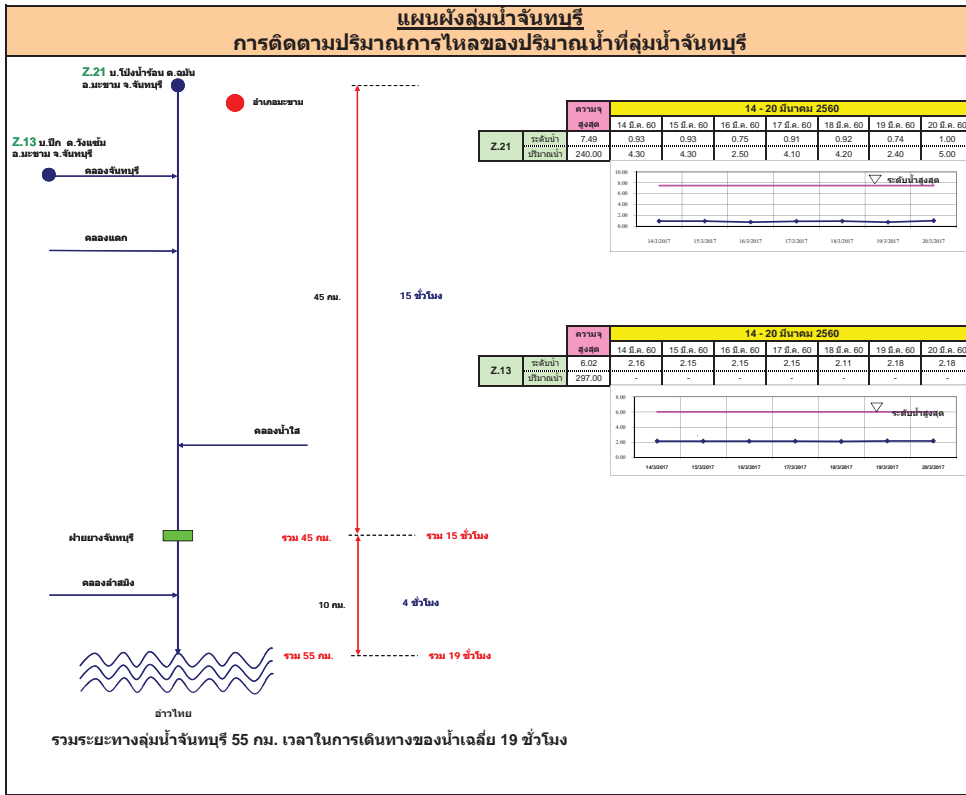 แผนผังลุ่มน้ำจันทบุรี
การติดตามปริมาณการไหลของปริมาณน้ำที่ลุ่มน้ำจันทบุรี
Z.21 บ.โป่งน้ำร้อน ต.ฉมัน
อ.มะขาม จ.จันทบุรี
อำเภอมะขาม
Z.13 บ.ปึก ต.วังแซ้ม
อ.มะขาม จ.จันทบุรี
คลองจันทบุรี
คลองแตก
45 กม. 15 ชั่วโมง
คลองน้ำใส
ฝายยางจันทบุรี รวม 45 กม. รวม 15 ชั่วโมง
คลองลำสมิง
10 กม. 4 ชั่วโมง
รวม 55 กม. รวม 19 ชั่วโมง
อ่าวไทย
รวมระยะทางลุ่มน้ำจันทบุรี 55 กม. เวลาในการเดินทางของน้ำเฉลี่ย 19 ชั่วโมง
ความจุ 14 - 20 มีนาคม 2560
สูงสุด 14 มี.ค. 60 15 มี.ค. 60 16 มี.ค. 60 17 มี.ค. 60 18 มี.ค. 60 19 มี.ค. 60 20 มี.ค. 60
Z.21
ระดับน้ำ 7.49 0.93 0.93 0.75 0.91 0.92 0.74 1.00
ปริมาณน้ำ 240.00 4.30 4.30 2.50 4.10 4.20 2.40 5.00
10.00
8.00
6.00
4.00
2.00
0.00
ระดับน้ำสูงสุด
14/3/2017 15/3/2017 16/3/2017 17/3/2017 18/3/2017 19/3/2017 20/3/2017
ความจุ 14 - 20 มีนาคม 2560
สูงสุด 14 มี.ค. 60 15 มี.ค. 60 16 มี.ค. 60 17 มี.ค. 60 18 มี.ค. 60 19 มี.ค. 60 20 มี.ค. 60
Z.13
ระดับน้ำ 6.02 2.16 2.15 2.15 2.15 2.11 2.18 2.18
ปริมาณน้ำ 297.00 - - - - - - -
8.00
6.00
4.00
2.00
0.00
ระดับน้ำสูงสุด
14/3/2017 15/3/2017 16/3/2017 17/3/2017 18/3/2017 19/3/2017 20/3/2017